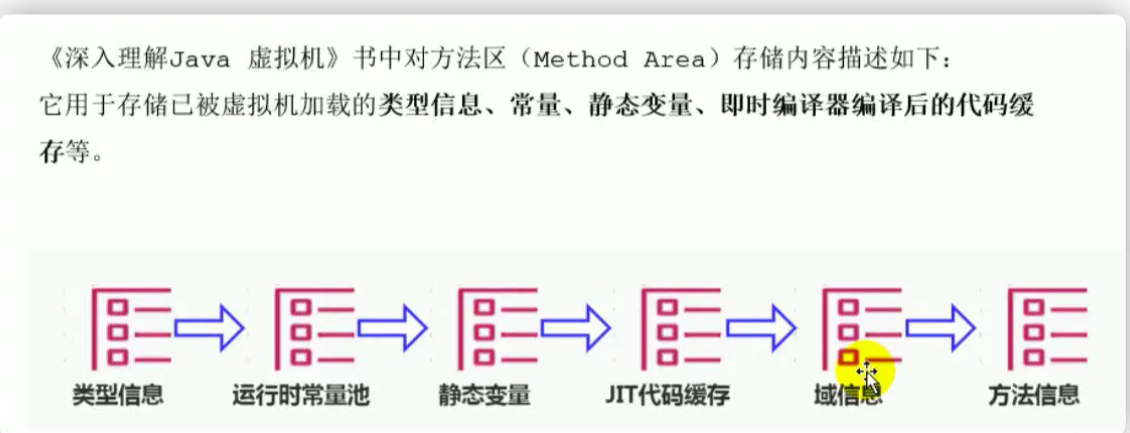 《深入理解Java 虚拟机》书中对方法区（Method Area）存储内容描述如下：
它用于存储已被虚拟机加载的类型信息、常量、静态变量、即时编译器编译后的代码缓
存等。
类型信息
运行时常量池
静态变量
JIT代码缓存
域信息
方法信息